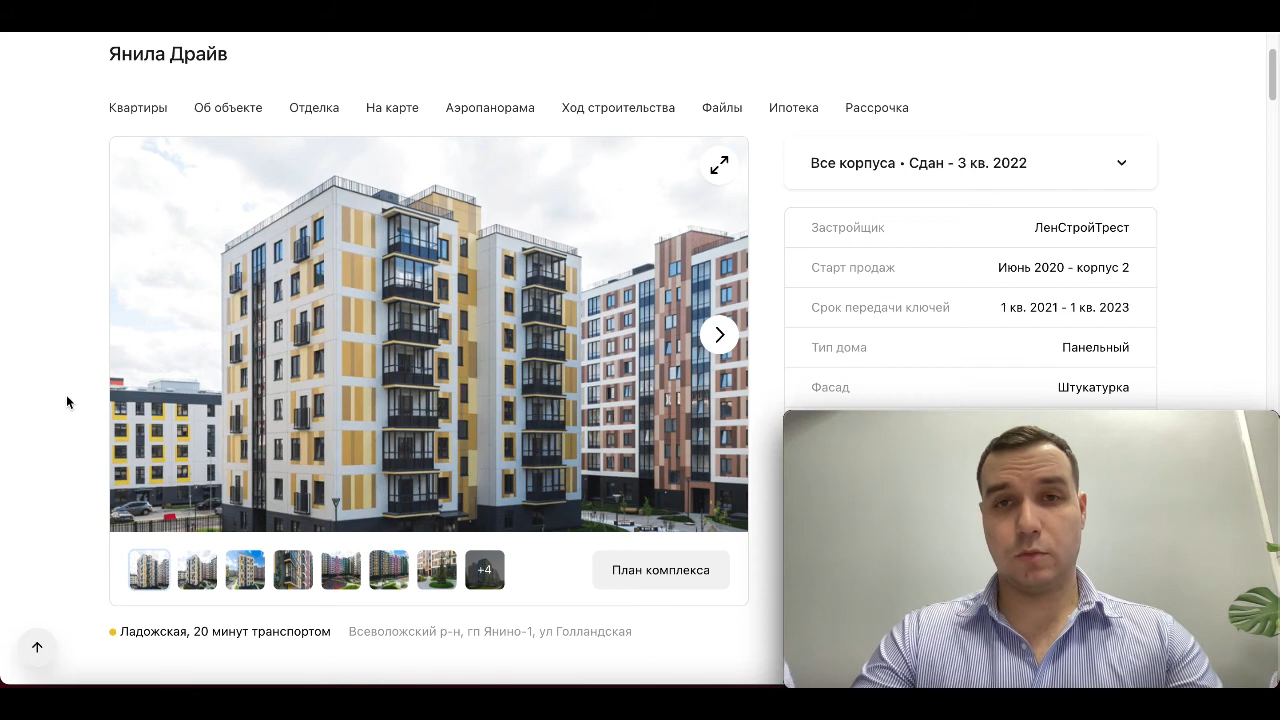 Янила Драйв
Квартиры Об объекте Отделка На карте Аэропанорама Ход строительства Файлы Ипотека Рассрочка
Все корпуса • Сдан - 3 кв. 2022
Застройщик ЛенСтройТрест
Старт продаж Июнь 2020 - корпус 2
Срок передачи ключей 1 кв. 2021 - 1 кв. 2023
Тип дома Панельный
Фасад Штукатурка
+4
План комплекса
Ладожская, 20 минут транспортом Всеволожский р-н, гп Янино-1, ул Голландская